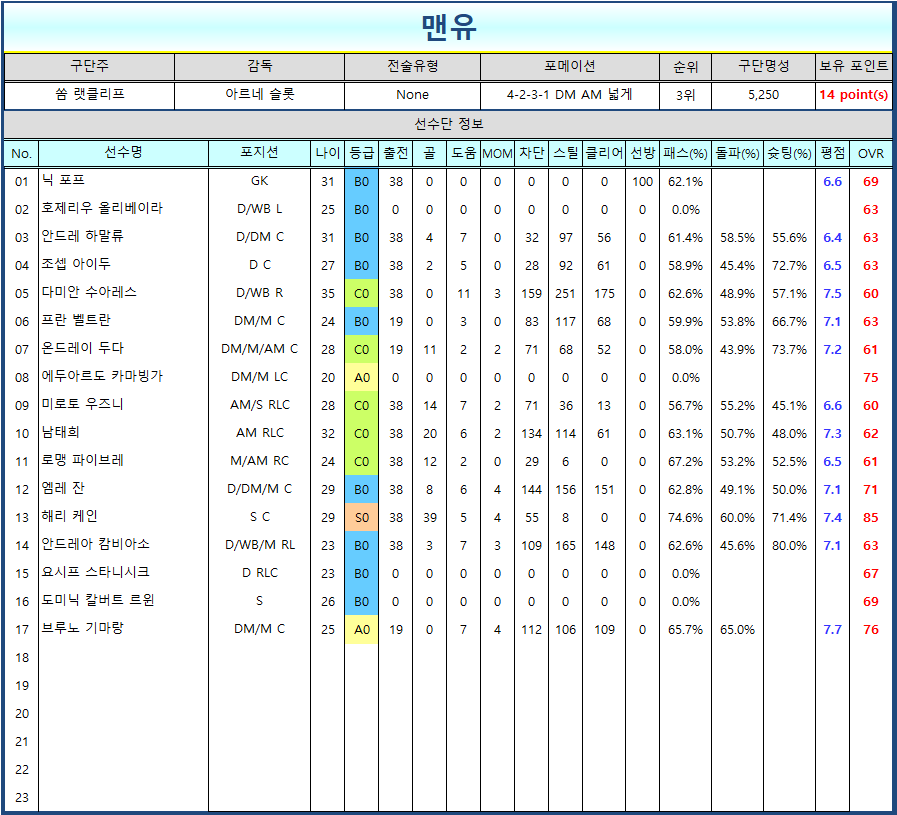 맨유
구단주 감독 전술유형 포메이션 순위 구단명성 보유 포인트
쏨 랫클리프 아르네 슬롯 None 4-2-3-1 DM AM 넓게 3위 5,250 14 point(s)
선수단 정보
No. 선수명 포지션 나이 등급 출전 골 도움 MOM 차단 스틸 클리어 선방 패스(%) 돌파(%) 슛팅(%) 평점 OVR
01 닉 포프 GK 31 B0 38 0 0 0 0 0 0 100 62.1% 6.6 69
02 호제리우 올리베이라 D/WB L 25 B0 0 0 0 0 0 0 0 0 0.0% 63
03 안드레 하말류 D/DM C 31 B0 38 4 7 0 32 97 56 0 61.4% 58.5% 55.6% 6.4 63
04 조셉 아이두 D C 27 B0 38 2 5 0 28 92 61 0 58.9% 45.4% 72.7% 6.5 63
05 다미안 수아레스 D/WB R 35 C0 38 0 11 3 159 251 175 0 62.6% 48.9% 57.1% 7.5 60
06 프란 벨트란 DM/M C 24 B0 19 0 3 0 83 117 68 0 59.9% 53.8% 66.7% 7.1 63
07 온드레이 두다 DM/M/AM C 28 C0 19 11 2 2 71 68 52 0 58.0% 43.9% 73.7% 7.2 61
08 에두아르도 카마빙가 DM/M LC 20 A0 0 0 0 0 0 0 0 0 0.0% 75
09 미로토 우즈니 AM/S RLC 28 C0 38 14 7 2 71 36 13 0 56.7% 55.2% 45.1% 6.6 60
10 남태희 AM RLC 32 C0 38 20 6 2 134 114 61 0 63.1% 50.7% 48.0% 7.3 62
11 로맹 파이브레 M/AM RC 24 C0 38 12 2 0 29 6 0 0 67.2% 53.2% 52.5% 6.5 61
12 엠레 잔 D/DM/M C 29 B0 38 8 6 4 144 156 151 0 62.8% 49.1% 50.0% 7.1 71
13 해리 케인 S C 29 S0 38 39 5 4 55 8 0 0 74.6% 60.0% 71.4% 7.4 85
14 안드레아 캄비아소 D/WB/M RL 23 B0 38 3 7 3 109 165 148 0 62.6% 45.6% 80.0% 7.1 63
15 요시프 스타니시크 D RLC 23 B0 0 0 0 0 0 0 0 0 0.0% 67
16 도미닉 칼버트 르윈 S 26 B0 0 0 0 0 0 0 0 0 0.0% 69
17 브루노 기마랑 DM/M C 25 A0 19 0 7 4 112 106 109 0 65.7% 65.0% 7.7 76
18
19
20
21
22
23